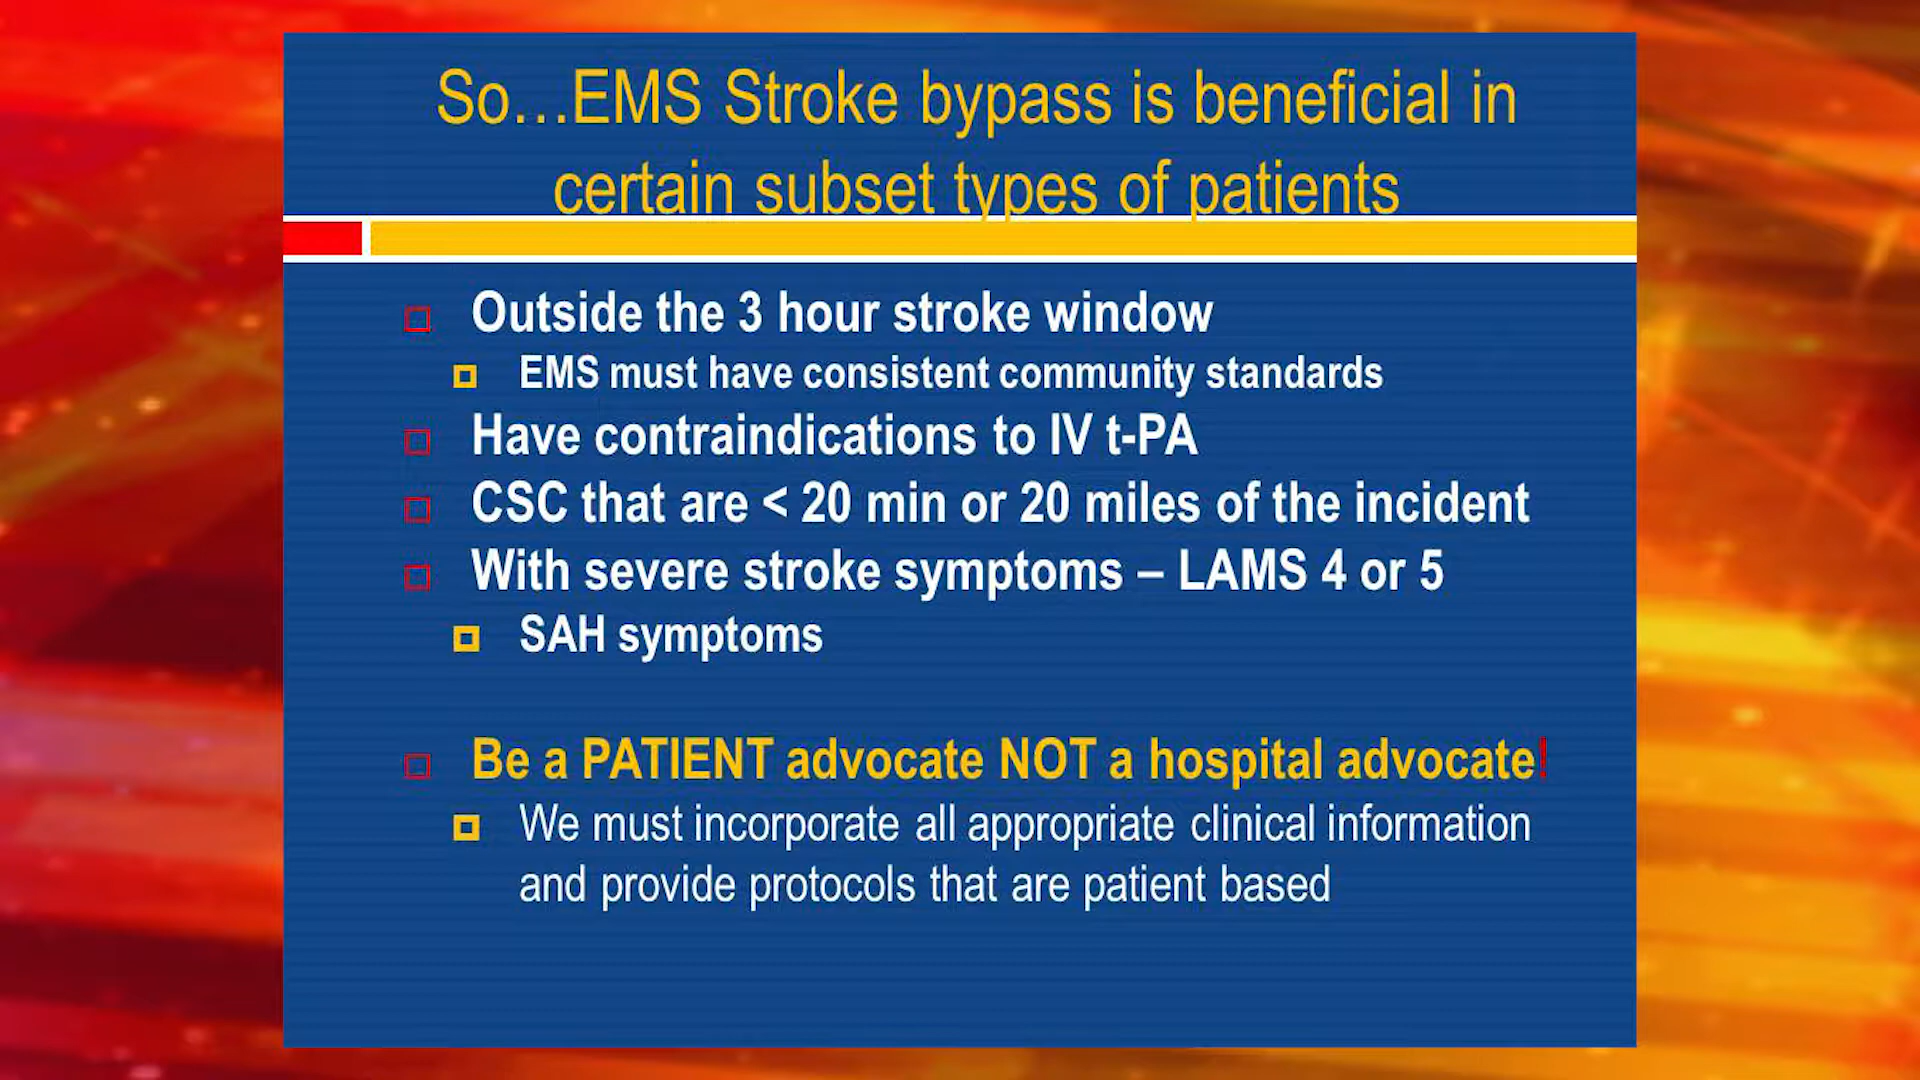 So…EMS Stroke bypass is beneficial in
certain subset types of patients
Outside the 3 hour stroke window
EMS must have consistent community standards
Have contraindications to IV t-PA
CSC that are < 20 min or 20 miles of the incident
With severe stroke symptoms – LAMS 4 or 5
SAH symptoms
Be a PATIENT advocate NOT a hospital advocate!
We must incorporate all appropriate clinical information
and provide protocols that are patient based